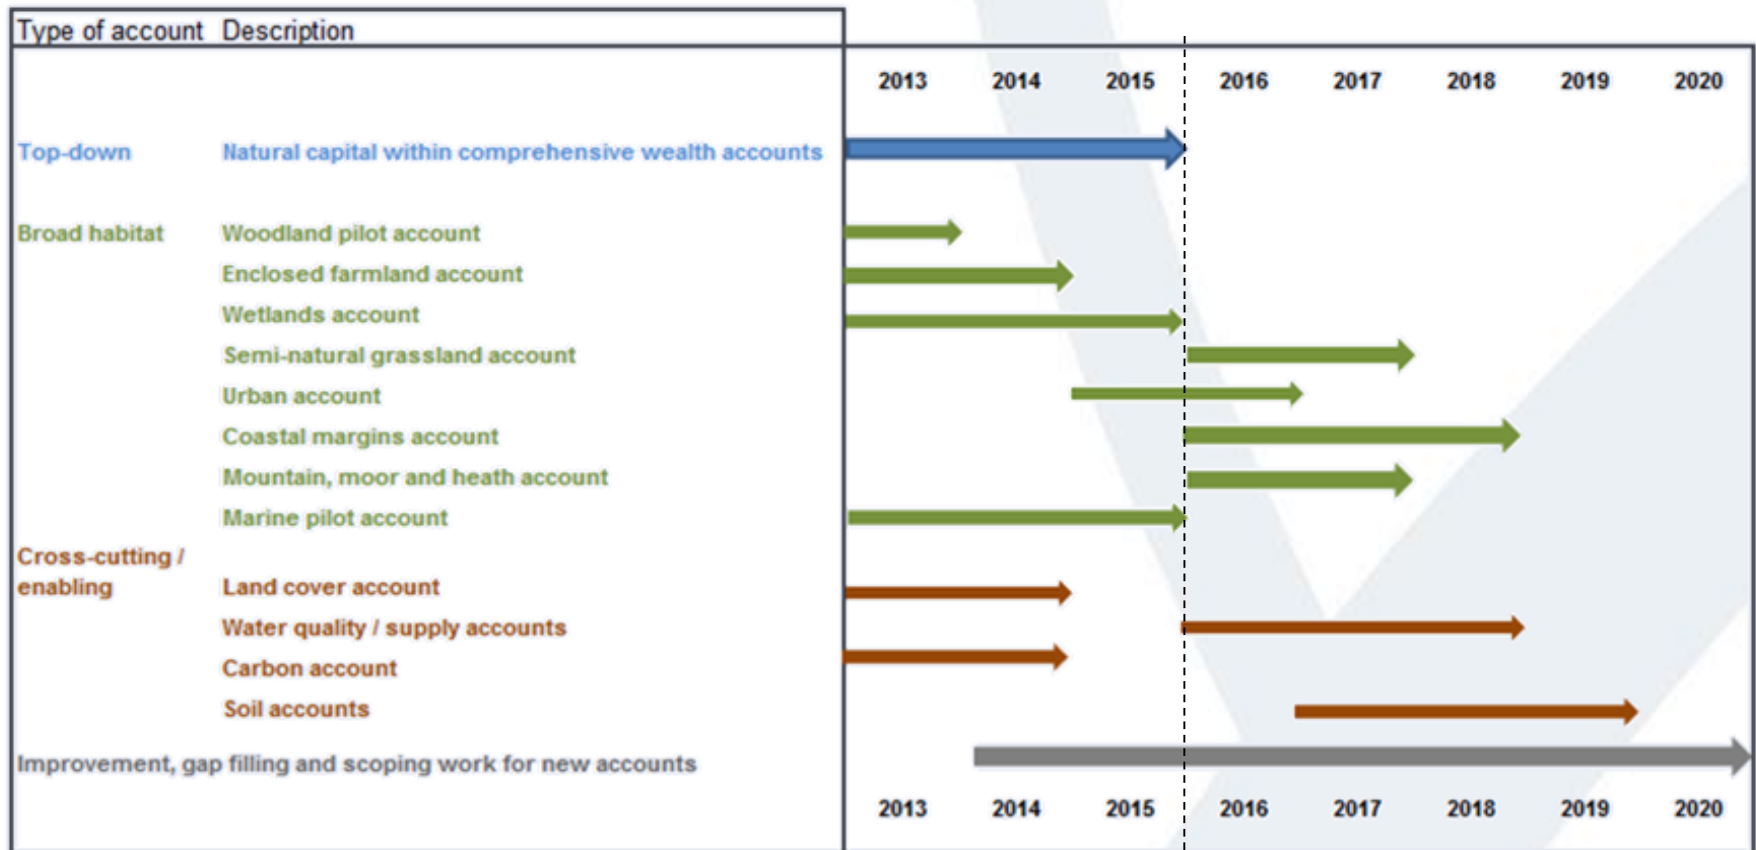 Type of account Description
2013 2014 2015 2016 2017 2018 2019 2020
Top-down Natural capital within comprehensive wealth accounts
Broad habitat Woodland pilot account
Enclosed farmland account
Wetlands account
Semi-natural grassland account
Urban account
Coastal margins account
Mountain, moor and heath account
Marine pilot account
Cross-cutting /
enabling Land cover account
Water quality / supply accounts
Carbon account
Soil accounts
Improvement, gap filling and scoping work for new accounts
2013 2014 2015 2016 2017 2018 2019 2020